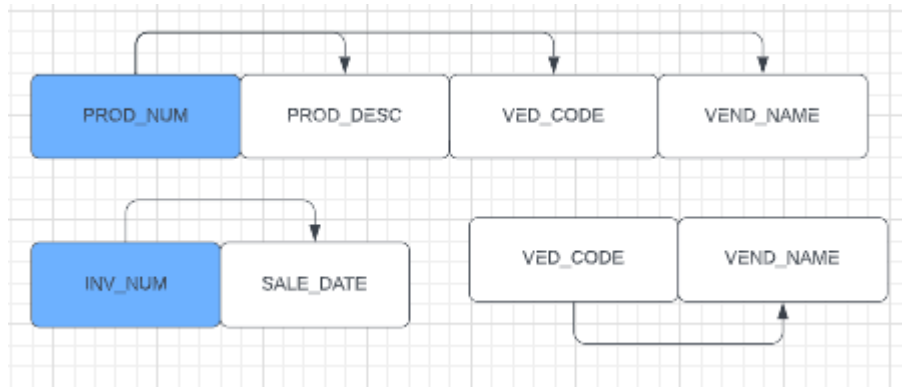 PROD_NUM PROD_DESC VED_CODE VEND_NAME
INV_NUM SALE_DATE
VED_CODE VEND_NAME